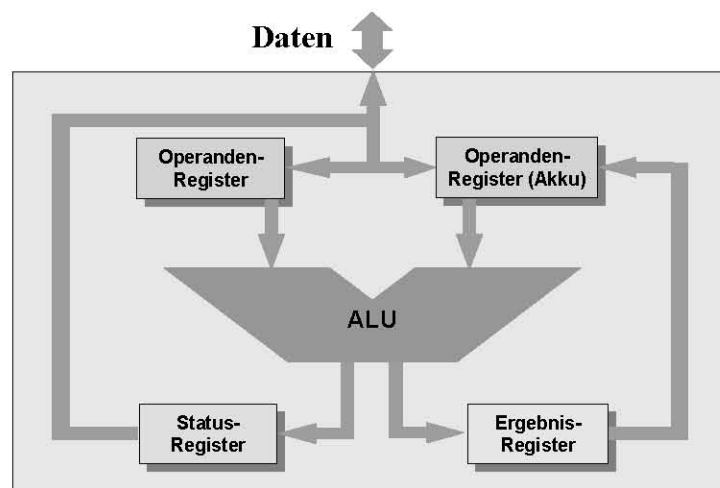 Daten
Operanden-
Register
Operanden-
Register (Akku)
ALU
Status-
Register
Ergebnis-
Register